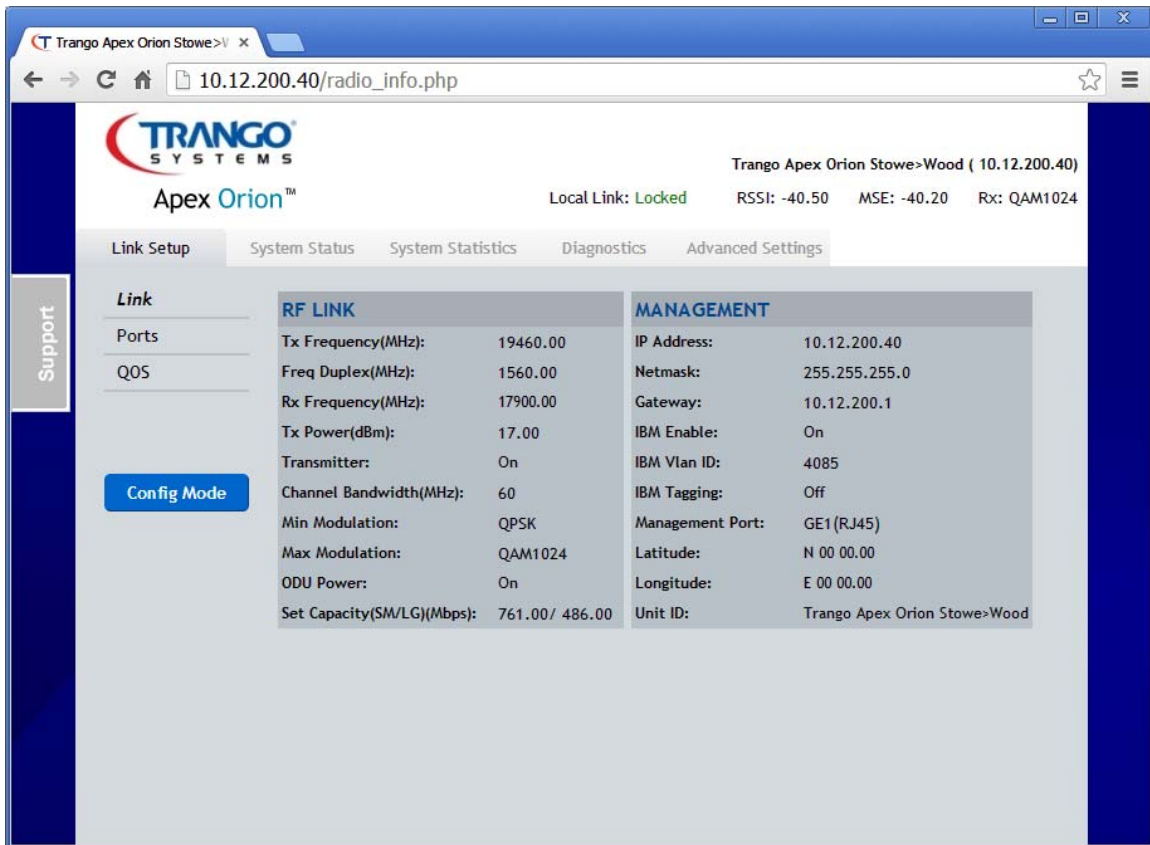 Trango Apex Orion Stowe>W
10.12.200.40/radio_info.php
TRANGO®
SYSTEMS
Apex Orion™
Trango Apex Orion Stowe>Wood ( 10.12.200.40)
Local Link: Locked RSSI: -40.50 MSE: -40.20 Rx: QAM1024
Link Setup System Status System Statistics Diagnostics Advanced Settings
Support
Link
Ports
QOS
Config Mode
RF LINK
Tx Frequency(MHz): 19460.00
Freq Duplex(MHz): 1560.00
Rx Frequency(MHz): 17900.00
Tx Power(dBm): 17.00
Transmitter: On
Channel Bandwidth(MHz): 60
Min Modulation: QPSK
Max Modulation: QAM1024
ODU Power: On
Set Capacity(SM/LG)(Mbps): 761.00/ 486.00
MANAGEMENT
IP Address: 10.12.200.40
Netmask: 255.255.255.0
Gateway: 10.12.200.1
IBM Enable: On
IBM Vlan ID: 4085
IBM Tagging: Off
Management Port: GE1(RJ45)
Latitude: N 00 00.00
Longitude: E 00 00.00
Unit ID: Trango Apex Orion Stowe>Wood